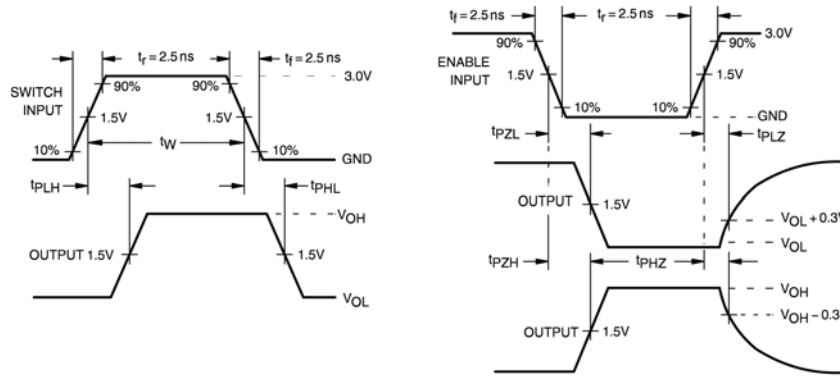 tr = 2.5 ns
tf = 2.5 ns
SWITCH
INPUT
90%
90%
3.0V
1.5V
1.5V
tW
10%
10%
GND
tPLH
tPHL
VOH
OUTPUT 1.5V
1.5V
VOL
tf = 2.5 ns
tr = 2.5 ns
90%
90%
3.0V
ENABLE
INPUT
1.5V
1.5V
10%
10%
GND
tPZL
tPLZ
OUTPUT
1.5V
VOL + 0.3V
VOL
tPZH
tPHZ
VOH
VOH – 0.3
OUTPUT
1.5V